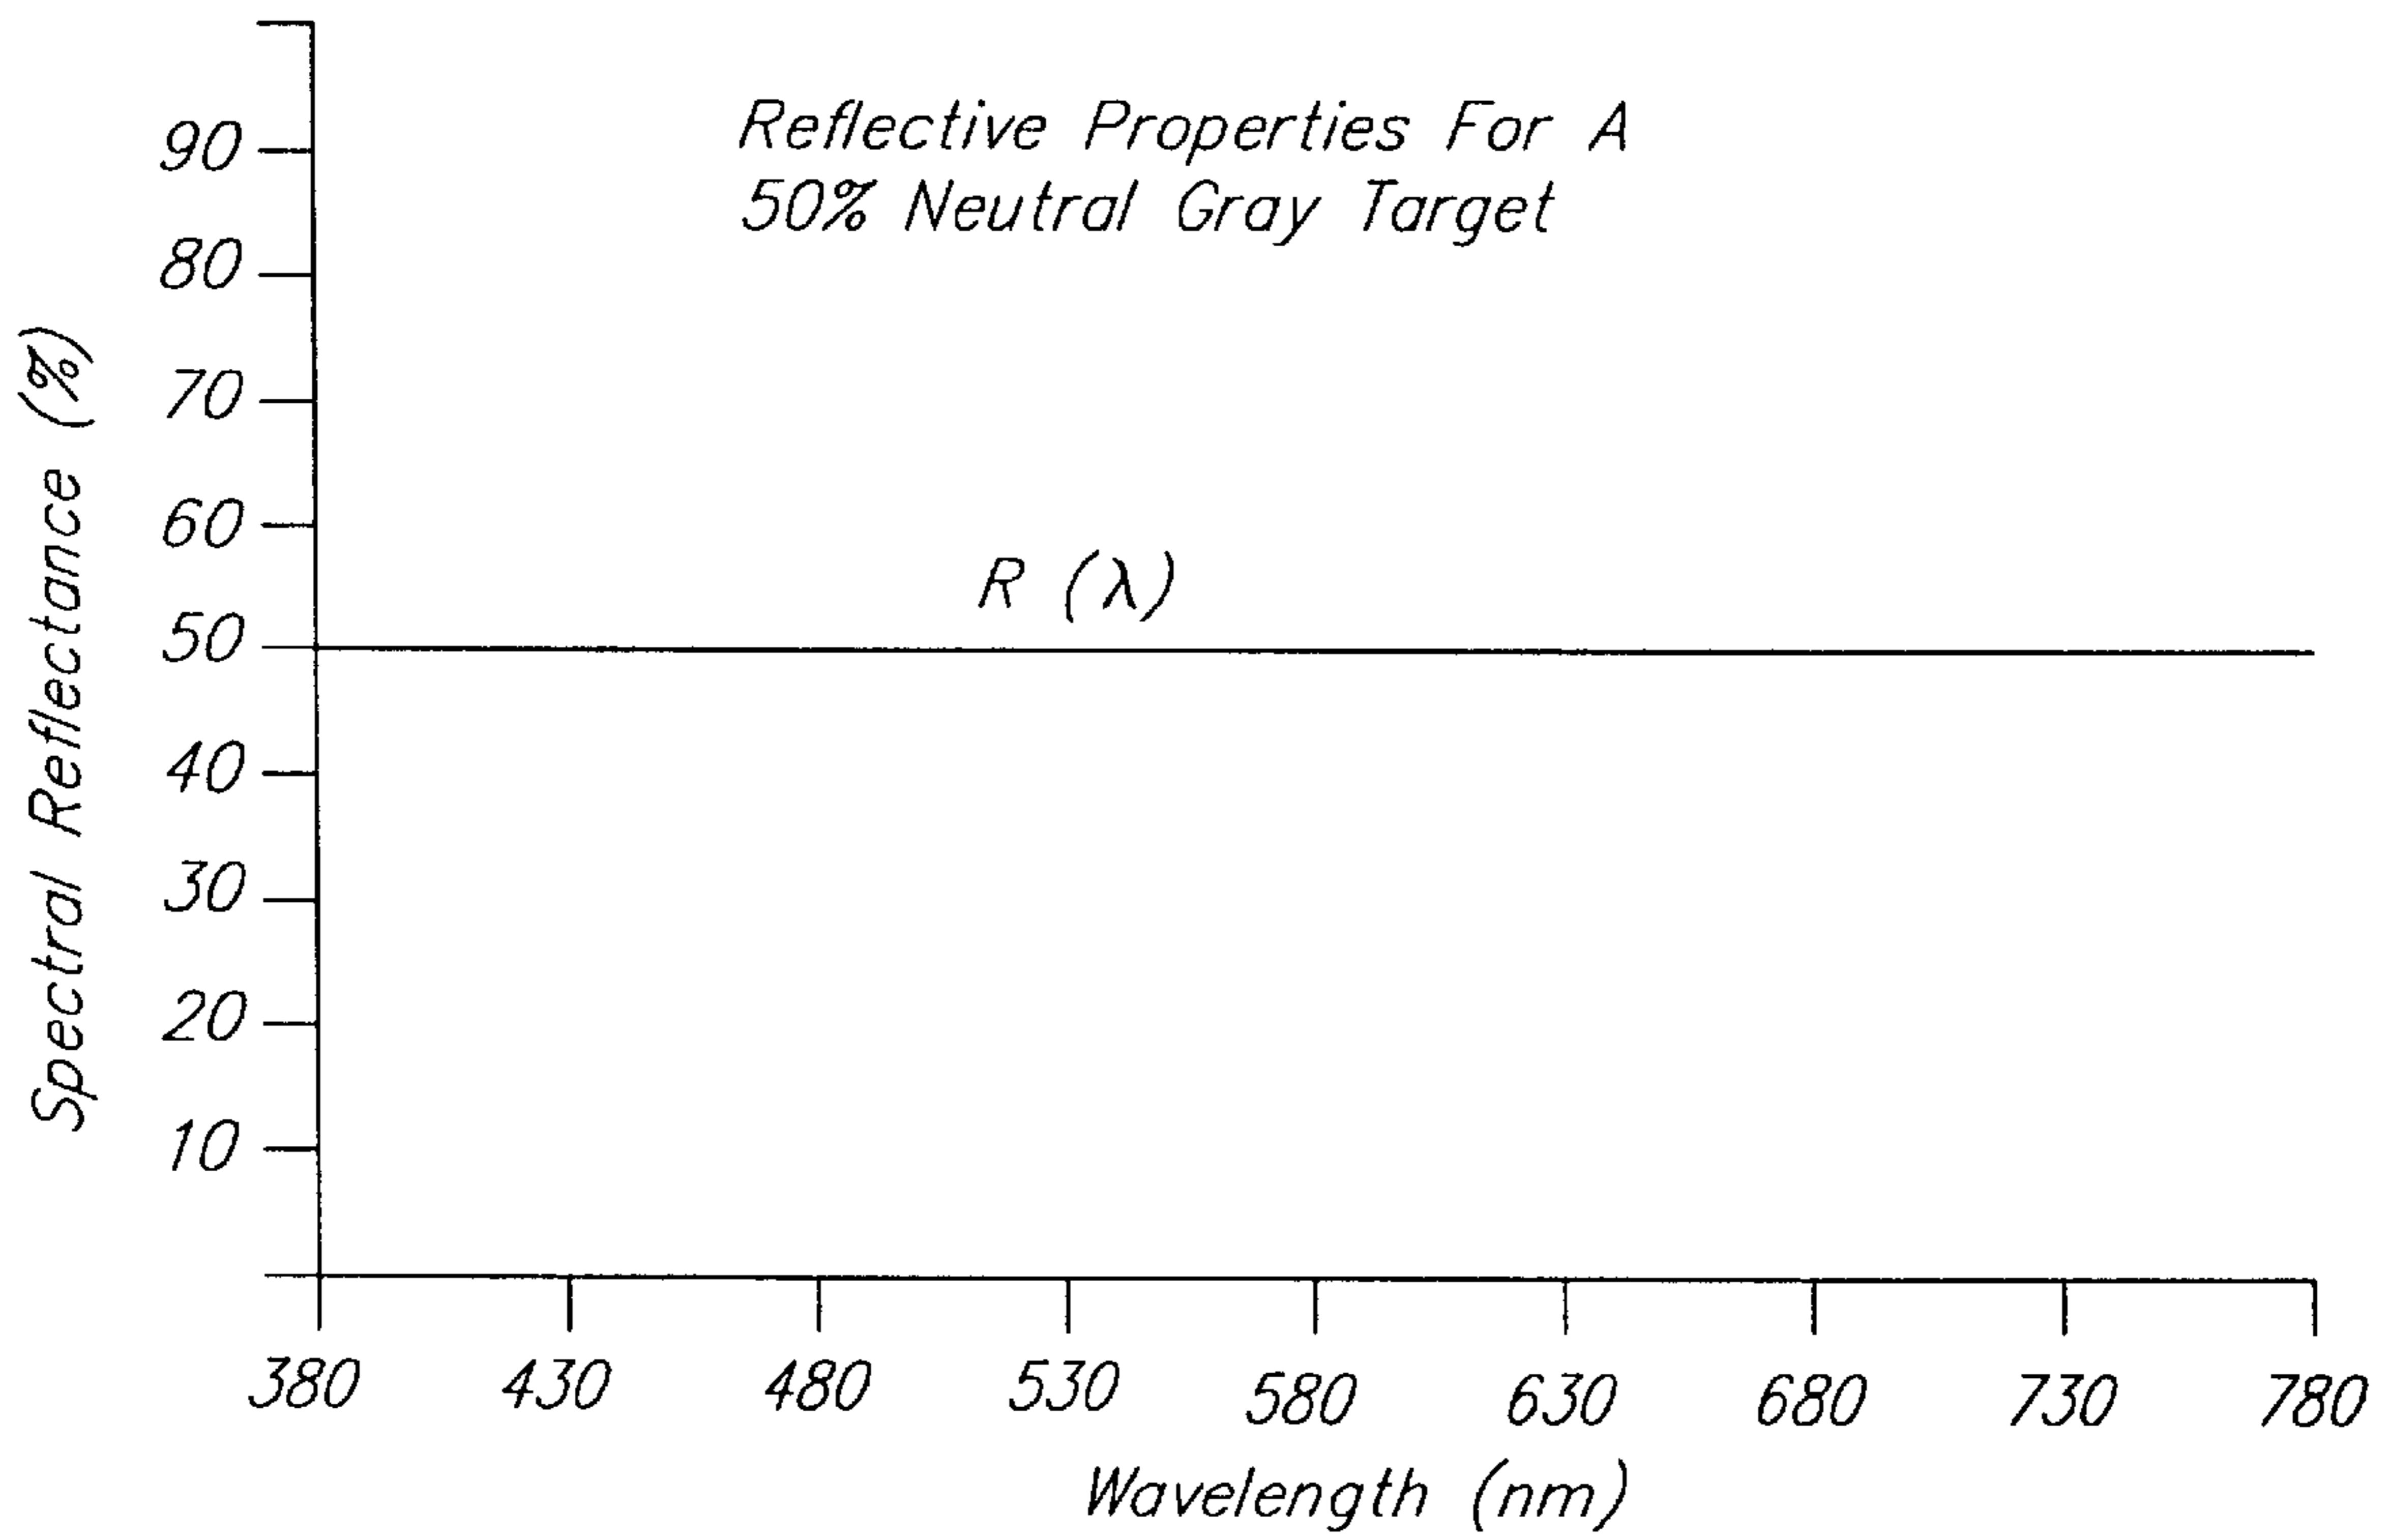 Reflective Properties For A
50% Neutral Gray Target
Spectral Reflectance (%)
90
80
70
60
50
40
30
20
10
R (λ)
380 430 480 530 580 630 680 730 780
Wavelength (nm)